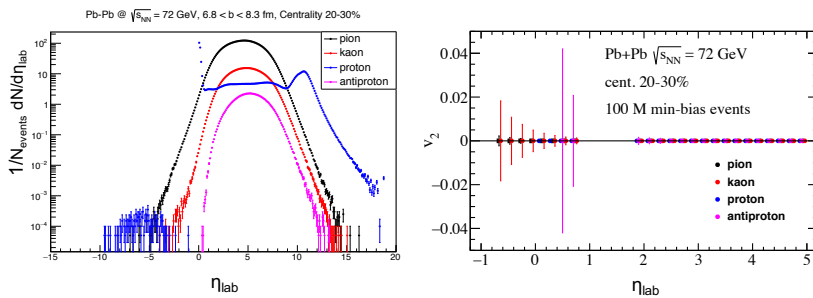 Pb-Pb @ √s_NN = 72 GeV, 6.8 < b < 8.3 fm, Centrality 20-30%
1/N_events dN/dη_lab
10²
10
1
10⁻¹
10⁻²
10⁻³
10⁻⁴
pion
kaon
proton
antiproton
−15 −10 −5 0 5 10 15 20
η_lab
v₂
0.04
0.02
0
−0.02
−0.04
Pb+Pb √s_NN = 72 GeV
cent. 20-30%
100 M min-bias events
pion
kaon
proton
antiproton
−1 0 1 2 3 4 5
η_lab